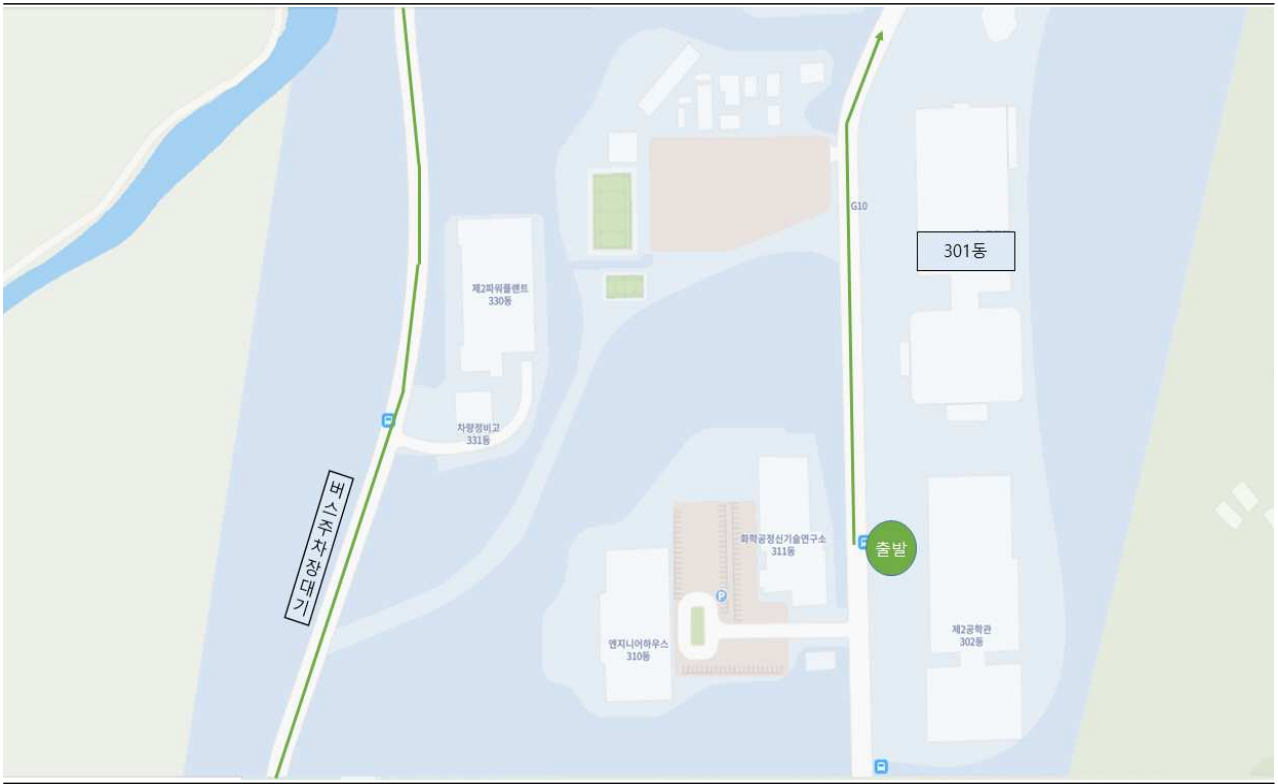 G10
301동
제2파워플랜트
330동
차량정비고
331동
버스주차장대기
화학공정신기술연구소
311동
출발
P
엔지니어하우스
310동
제2공학관
302동